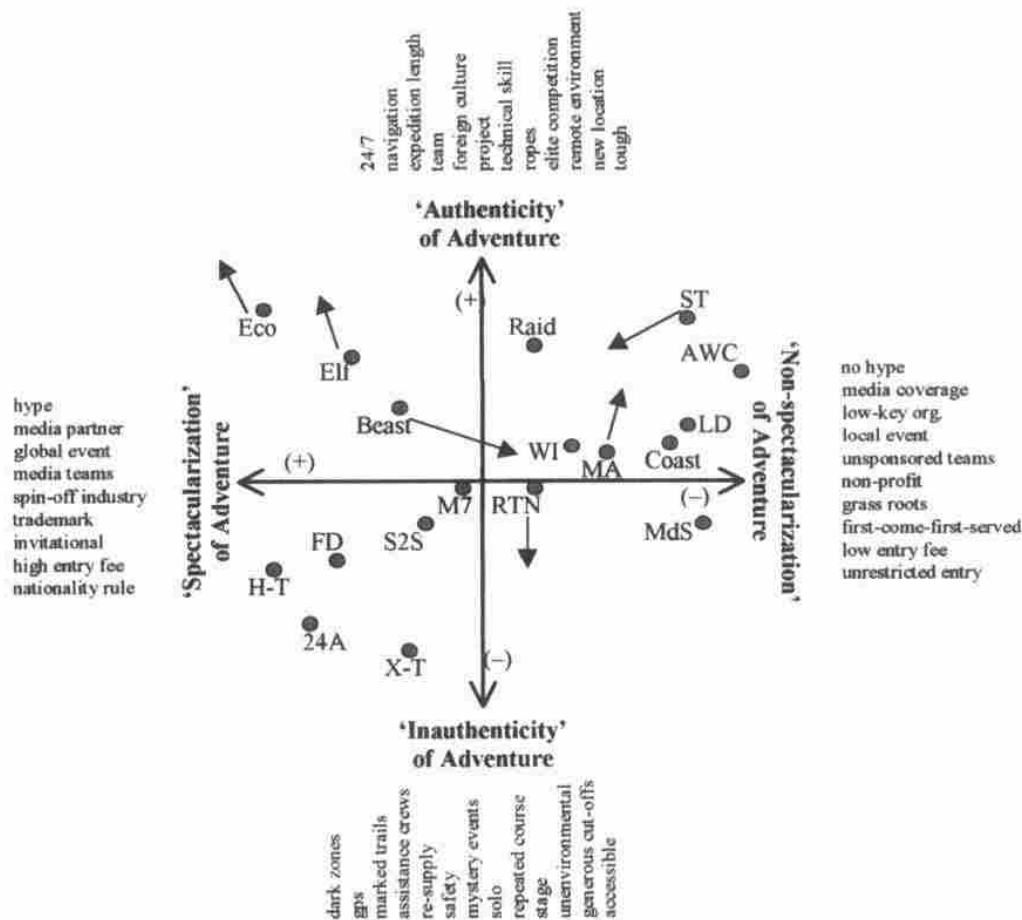 24/7
navigation
expedition length
team
foreign culture
project
technical skill
ropes
elite competition
remote environment
new location
tough
‘Authenticity’
of Adventure
(+)
Eco
Elf
Raid
ST
AWC
Beast
WI
MA
Coast
LD
hype
media partner
global event
media teams
spin-off industry
trademark
invitational
high entry fee
nationality rule
‘Spectacularization’
of Adventure
(+)
(–)
‘Non-spectacularization’
of Adventure
no hype
media coverage
low-key org.
local event
unsponsored teams
non-profit
grass roots
first-come-first-served
low entry fee
unrestricted entry
M7
RTN
S2S
MdS
FD
H-T
24A
X-T
(–)
‘Inauthenticity’
of Adventure
dark zones
gps
marked trails
assistance crews
re-supply
safety
mystery events
solo
repeated course
stage
unenvironmental
generous cut-offs
accessible